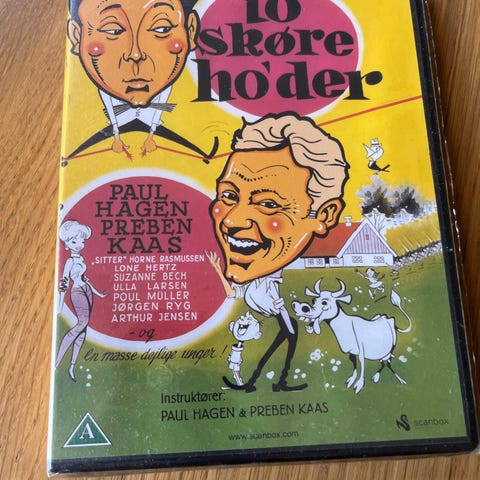 To
skøre
ho'der
PAUL
HAGEN
PREBEN
KAAS
„SITTER" HORNE RASMUSSEN
LONE HERTZ
SUZANNE BECH
ULLA LARSEN
POUL MÜLLER
JØRGEN RYG
ARTHUR JENSEN
- og
En masse dejlige unger!
Instruktører:
PAUL HAGEN & PREBEN KAAS
www.scanbox.com
scanbox
A